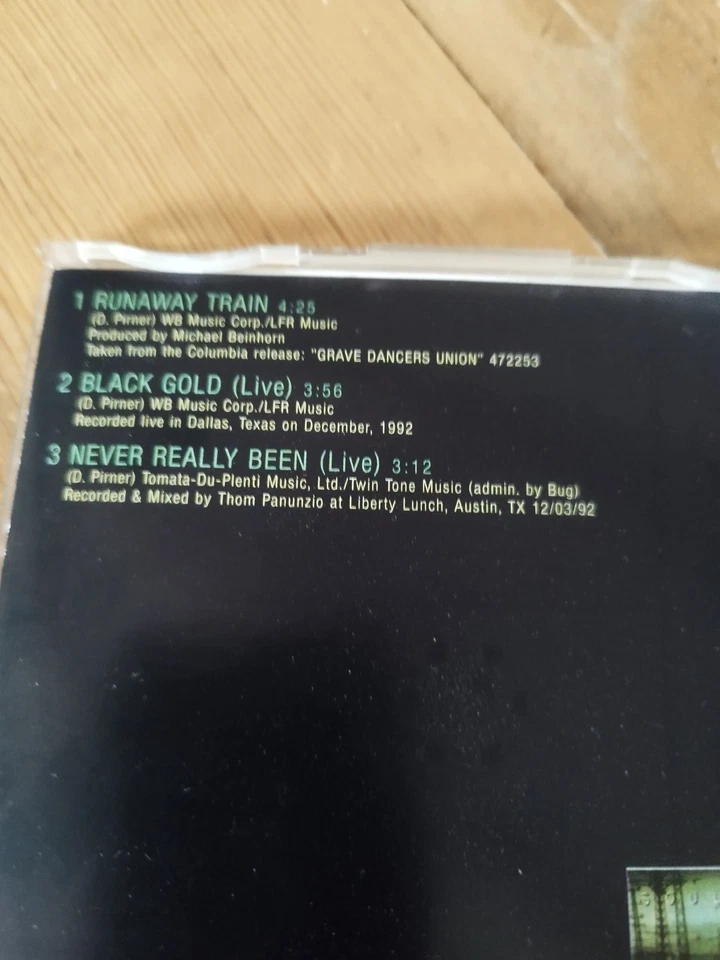 1 RUNAWAY TRAIN 4:25
(D. Pirner) WB Music Corp./LFR Music
Produced by Michael Beinhorn
Taken from the Columbia release: "GRAVE DANCERS UNION" 472253
2 BLACK GOLD (Live) 3:56
(D. Pirner) WB Music Corp./LFR Music
Recorded live in Dallas, Texas on December, 1992
3 NEVER REALLY BEEN (Live) 3:12
(D. Pirner) Tomata-Du-Plenti Music, Ltd./Twin Tone Music (admin. by Bug)
Recorded & Mixed by Thom Panunzio at Liberty Lunch, Austin, TX 12/03/92